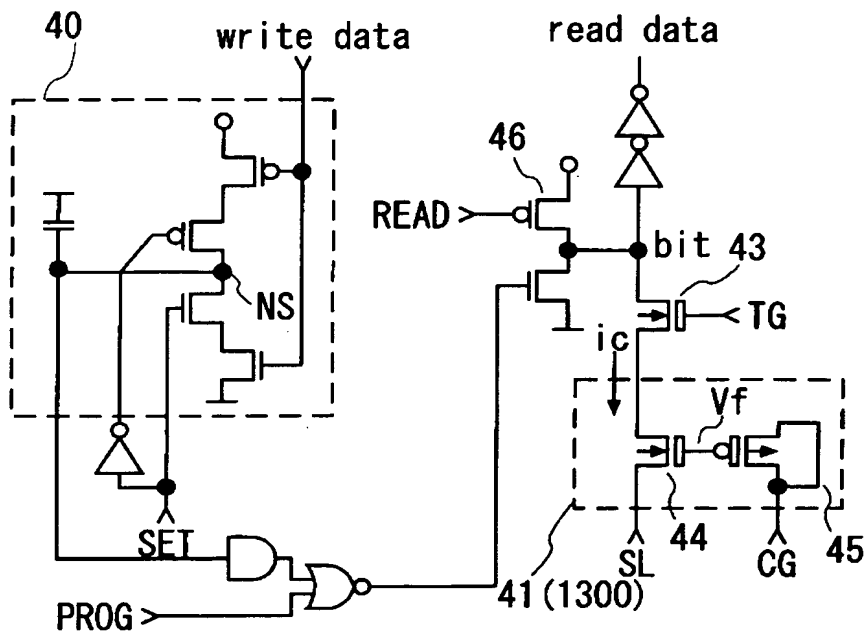 40
write data
read data
46
READ
bit
43
NS
TG
ic
Vf
SET
44
45
SL
CG
41(1300)
PROG